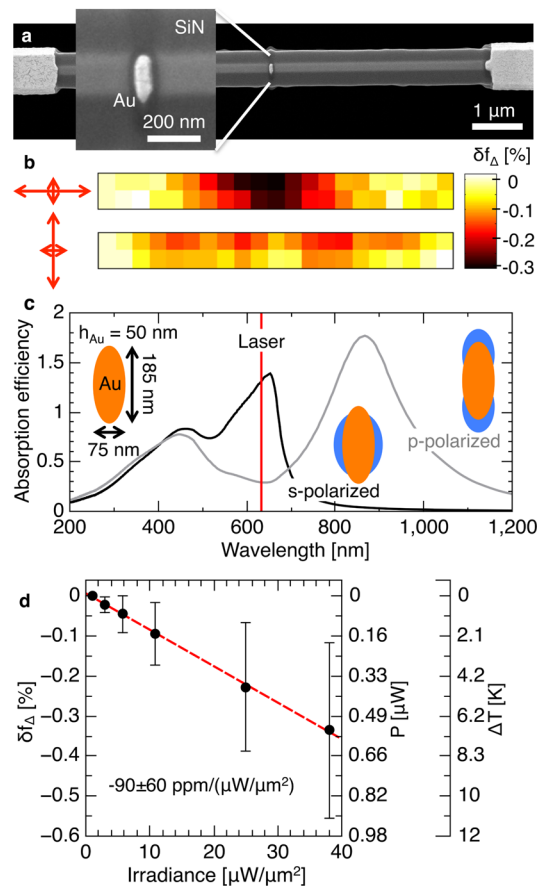 a
SiN
Au
200 nm
1 µm
b
δf∆ [%]
0
-0.1
-0.2
-0.3
c
2
1.5
1
0.5
0
Absorption efficiency
hAu = 50 nm
Au
185 nm
75 nm
Laser
s-polarized
p-polarized
200 400 600 800 1,000 1,200
Wavelength [nm]
d
0 0 0
−0.1 0.16 2.1
−0.2 0.33 4.2
−0.3 0.49 6.2
−0.4 0.66 8.3
−0.5 0.82 10
−0.6 0.98 12
δf∆ [%]
P [µW]
∆T [K]
-90±60 ppm/(µW/µm²)
0 10 20 30 40
Irradiance [µW/µm²]